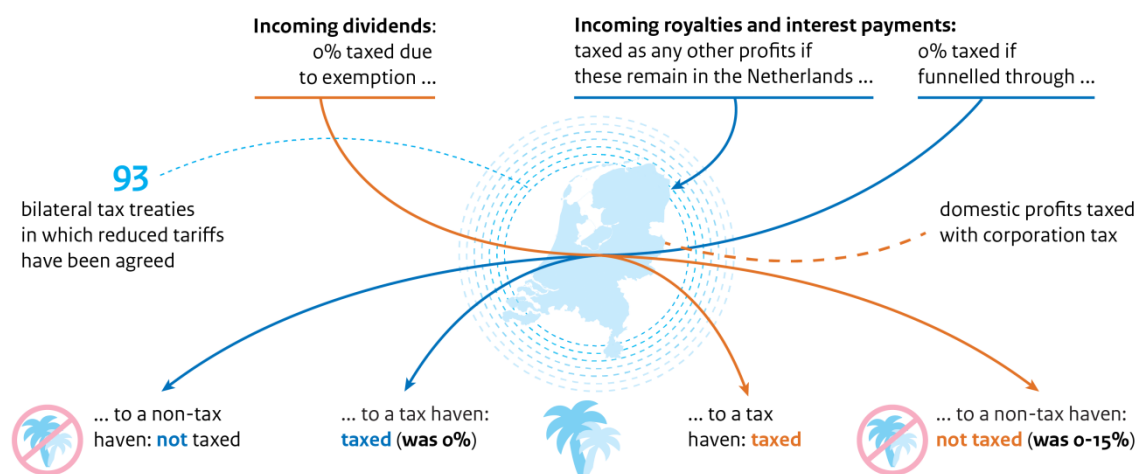 Incoming dividends:
0% taxed due
to exemption ...
Incoming royalties and interest payments:
taxed as any other profits if
these remain in the Netherlands ...
0% taxed if
funnelled through ...
93
bilateral tax treaties
in which reduced tariffs
have been agreed
domestic profits taxed
with corporation tax
... to a non-tax
haven: not taxed
... to a tax haven:
taxed (was 0%)
... to a tax
haven: taxed
... to a non-tax haven:
not taxed (was 0-15%)